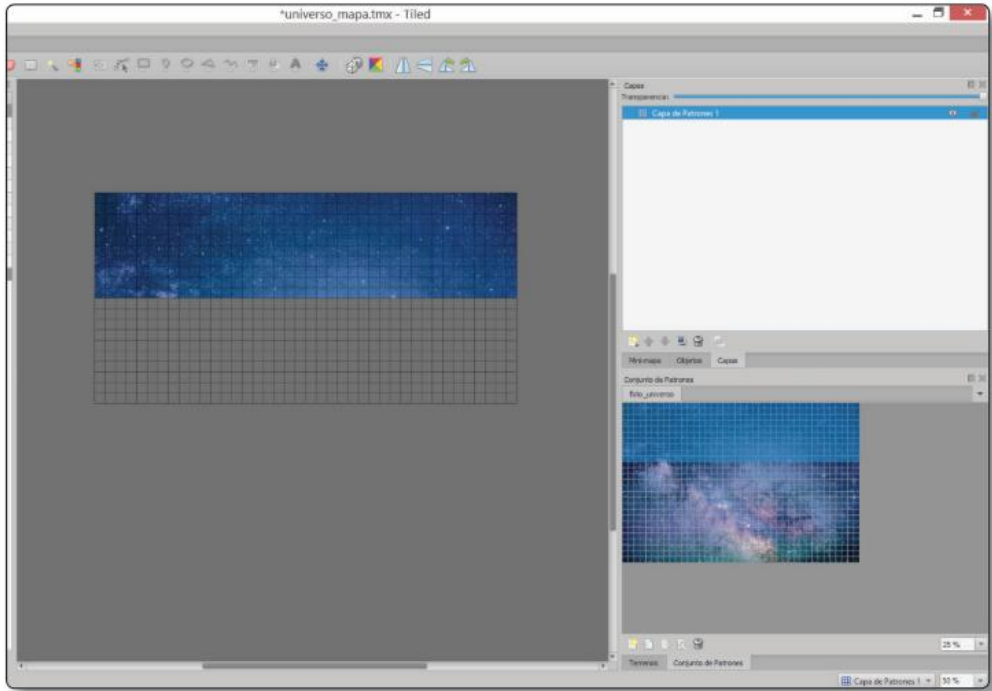 *universo_mapa.tmx - Tiled
Capas
Transparencia:
Capa de Patrones 1
Mini-mapa Objetos Capas
Conjunto de Patrones
25 %
Terrenos Conjunto de Patrones
Capa de Patrones 1 50 %